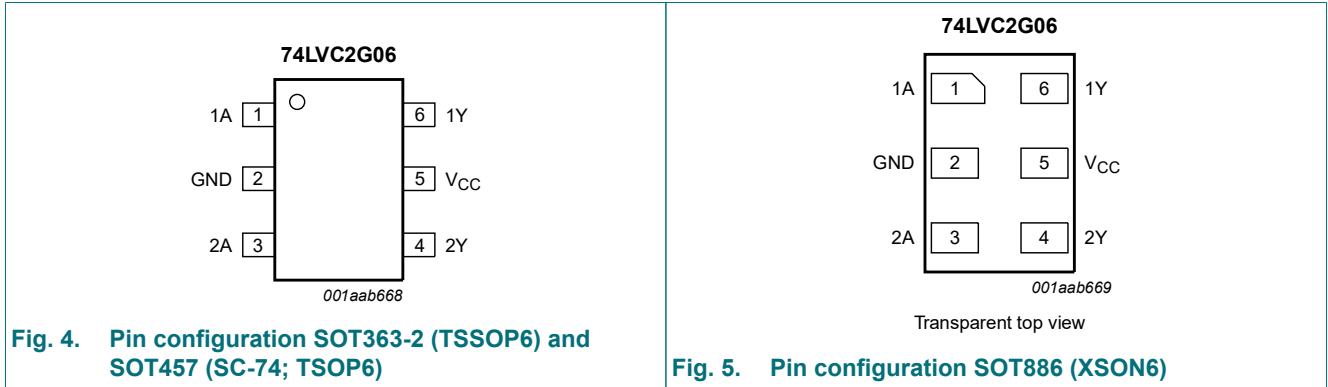 74LVC2G06
1A 1 6 1Y
GND 2 5 VCC
2A 3 4 2Y
001aab668
Fig. 4. Pin configuration SOT363-2 (TSSOP6) and
SOT457 (SC-74; TSOP6)
74LVC2G06
1A 1 6 1Y
GND 2 5 VCC
2A 3 4 2Y
001aab669
Transparent top view
Fig. 5. Pin configuration SOT886 (XSON6)